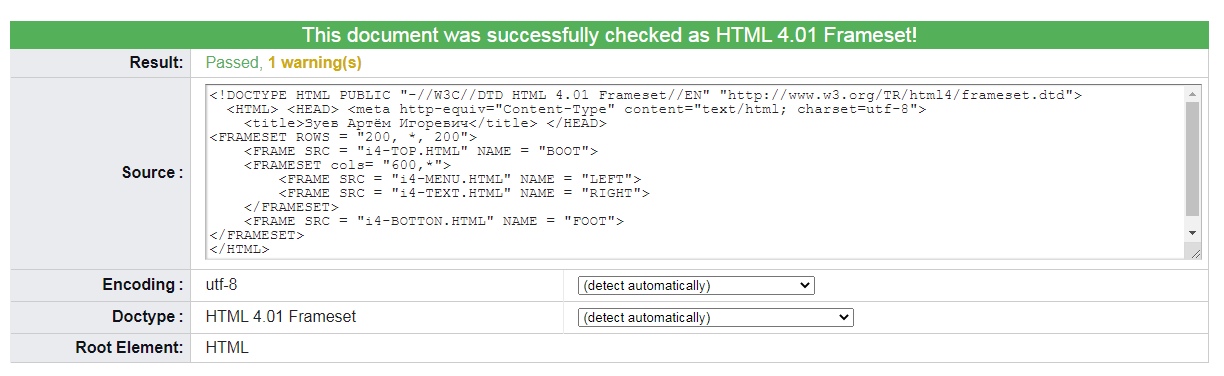 This document was successfully checked as HTML 4.01 Frameset!
Result: Passed, 1 warning(s)
Source :
<!DOCTYPE HTML PUBLIC "-//W3C//DTD HTML 4.01 Frameset//EN" "http://www.w3.org/TR/html4/frameset.dtd">
<HTML> <HEAD> <meta http-equiv="Content-Type" content="text/html; charset=utf-8">
<title>Зуев Артём Игоревич</title> </HEAD>
<FRAMESET ROWS = "200, *, 200">
<FRAME SRC = "i4-TOP.HTML" NAME = "BOOT">
<FRAMESET cols= "600,*">
<FRAME SRC = "i4-MENU.HTML" NAME = "LEFT">
<FRAME SRC = "i4-TEXT.HTML" NAME = "RIGHT">
</FRAMESET>
<FRAME SRC = "i4-BOTTON.HTML" NAME = "FOOT">
</FRAMESET>
</HTML>
Encoding : utf-8 (detect automatically)
Doctype : HTML 4.01 Frameset (detect automatically)
Root Element: HTML